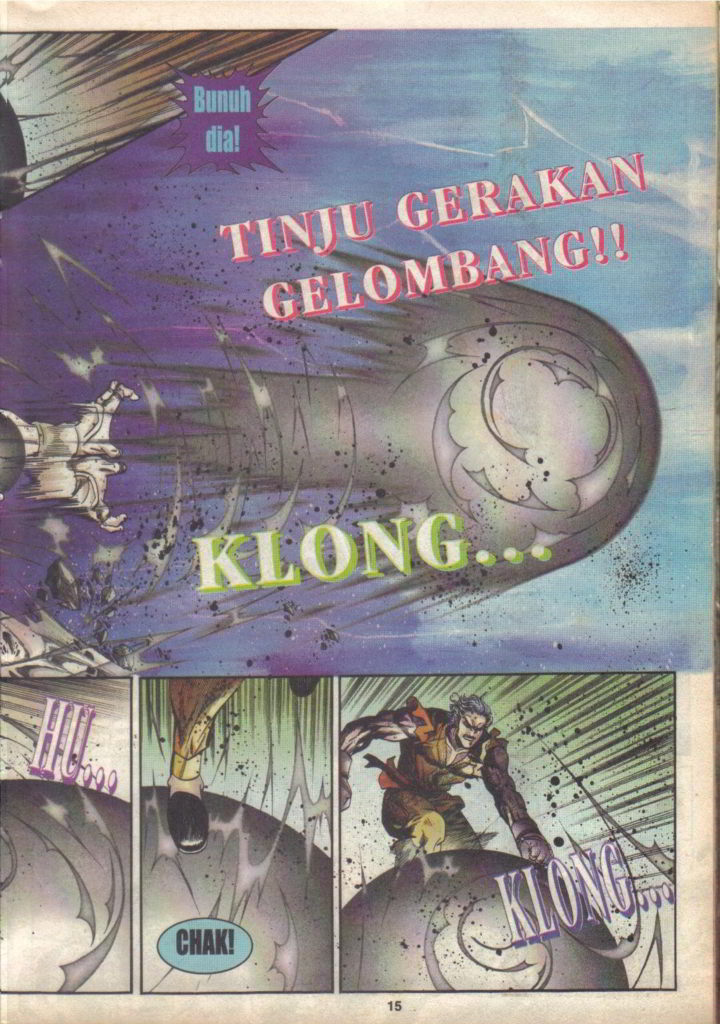 Bunuh
dia!
TINJU GERAKAN
GELOMBANG!!
KLONG...
HU...
CHAK!
KLONG...
15